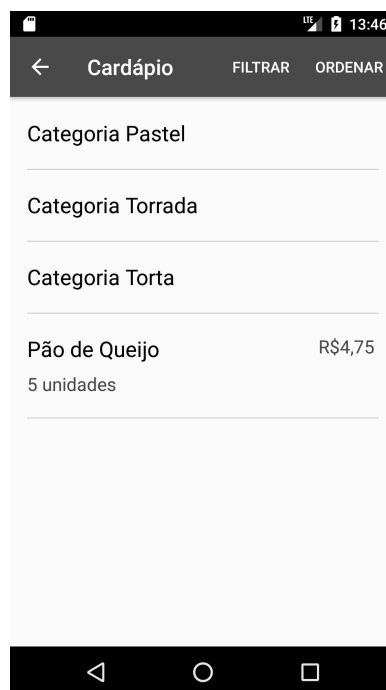 LTE 13:46
Cardápio FILTRAR ORDENAR
Categoria Pastel
Categoria Torrada
Categoria Torta
Pão de Queijo R$4,75
5 unidades